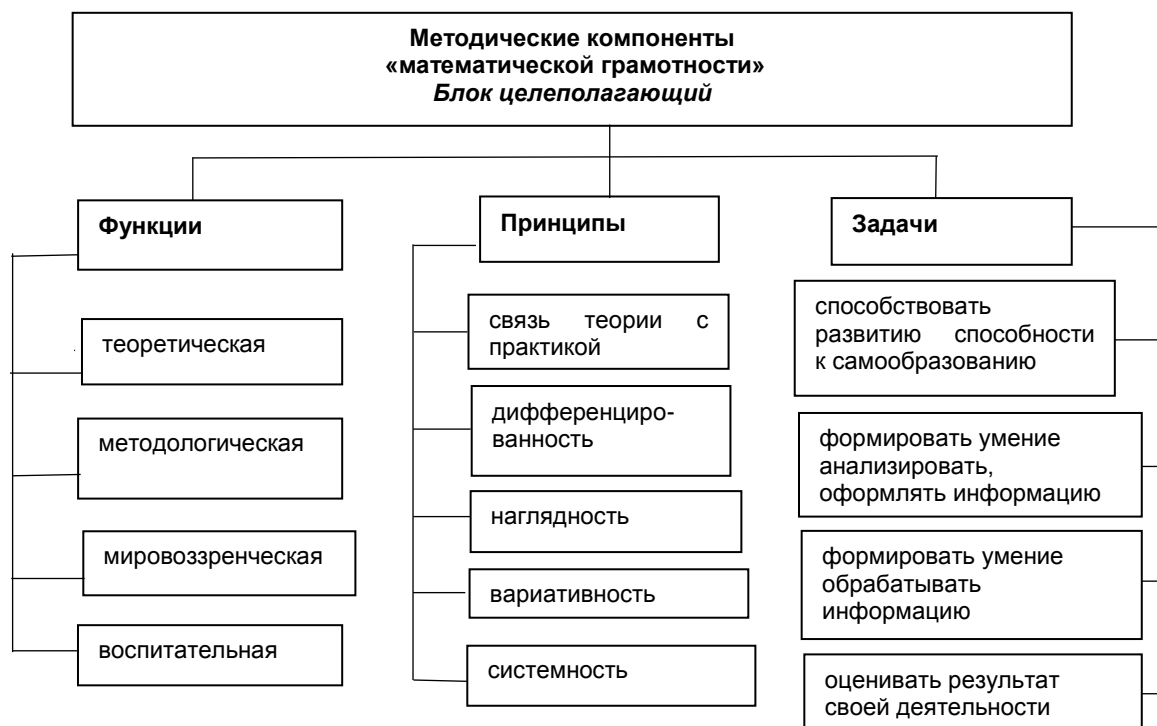 Методические компоненты
«математической грамотности»
Блок целеполагающий
Функции
теоретическая
методологическая
мировоззренческая
воспитательная
Принципы
связь теории с
практикой
дифференциро-
ванность
наглядность
вариативность
системность
Задачи
способствовать
развитию способности
к самообразованию
формировать умение
анализировать,
оформлять информацию
формировать умение
обрабатывать
информацию
оценивать результат
своей деятельности